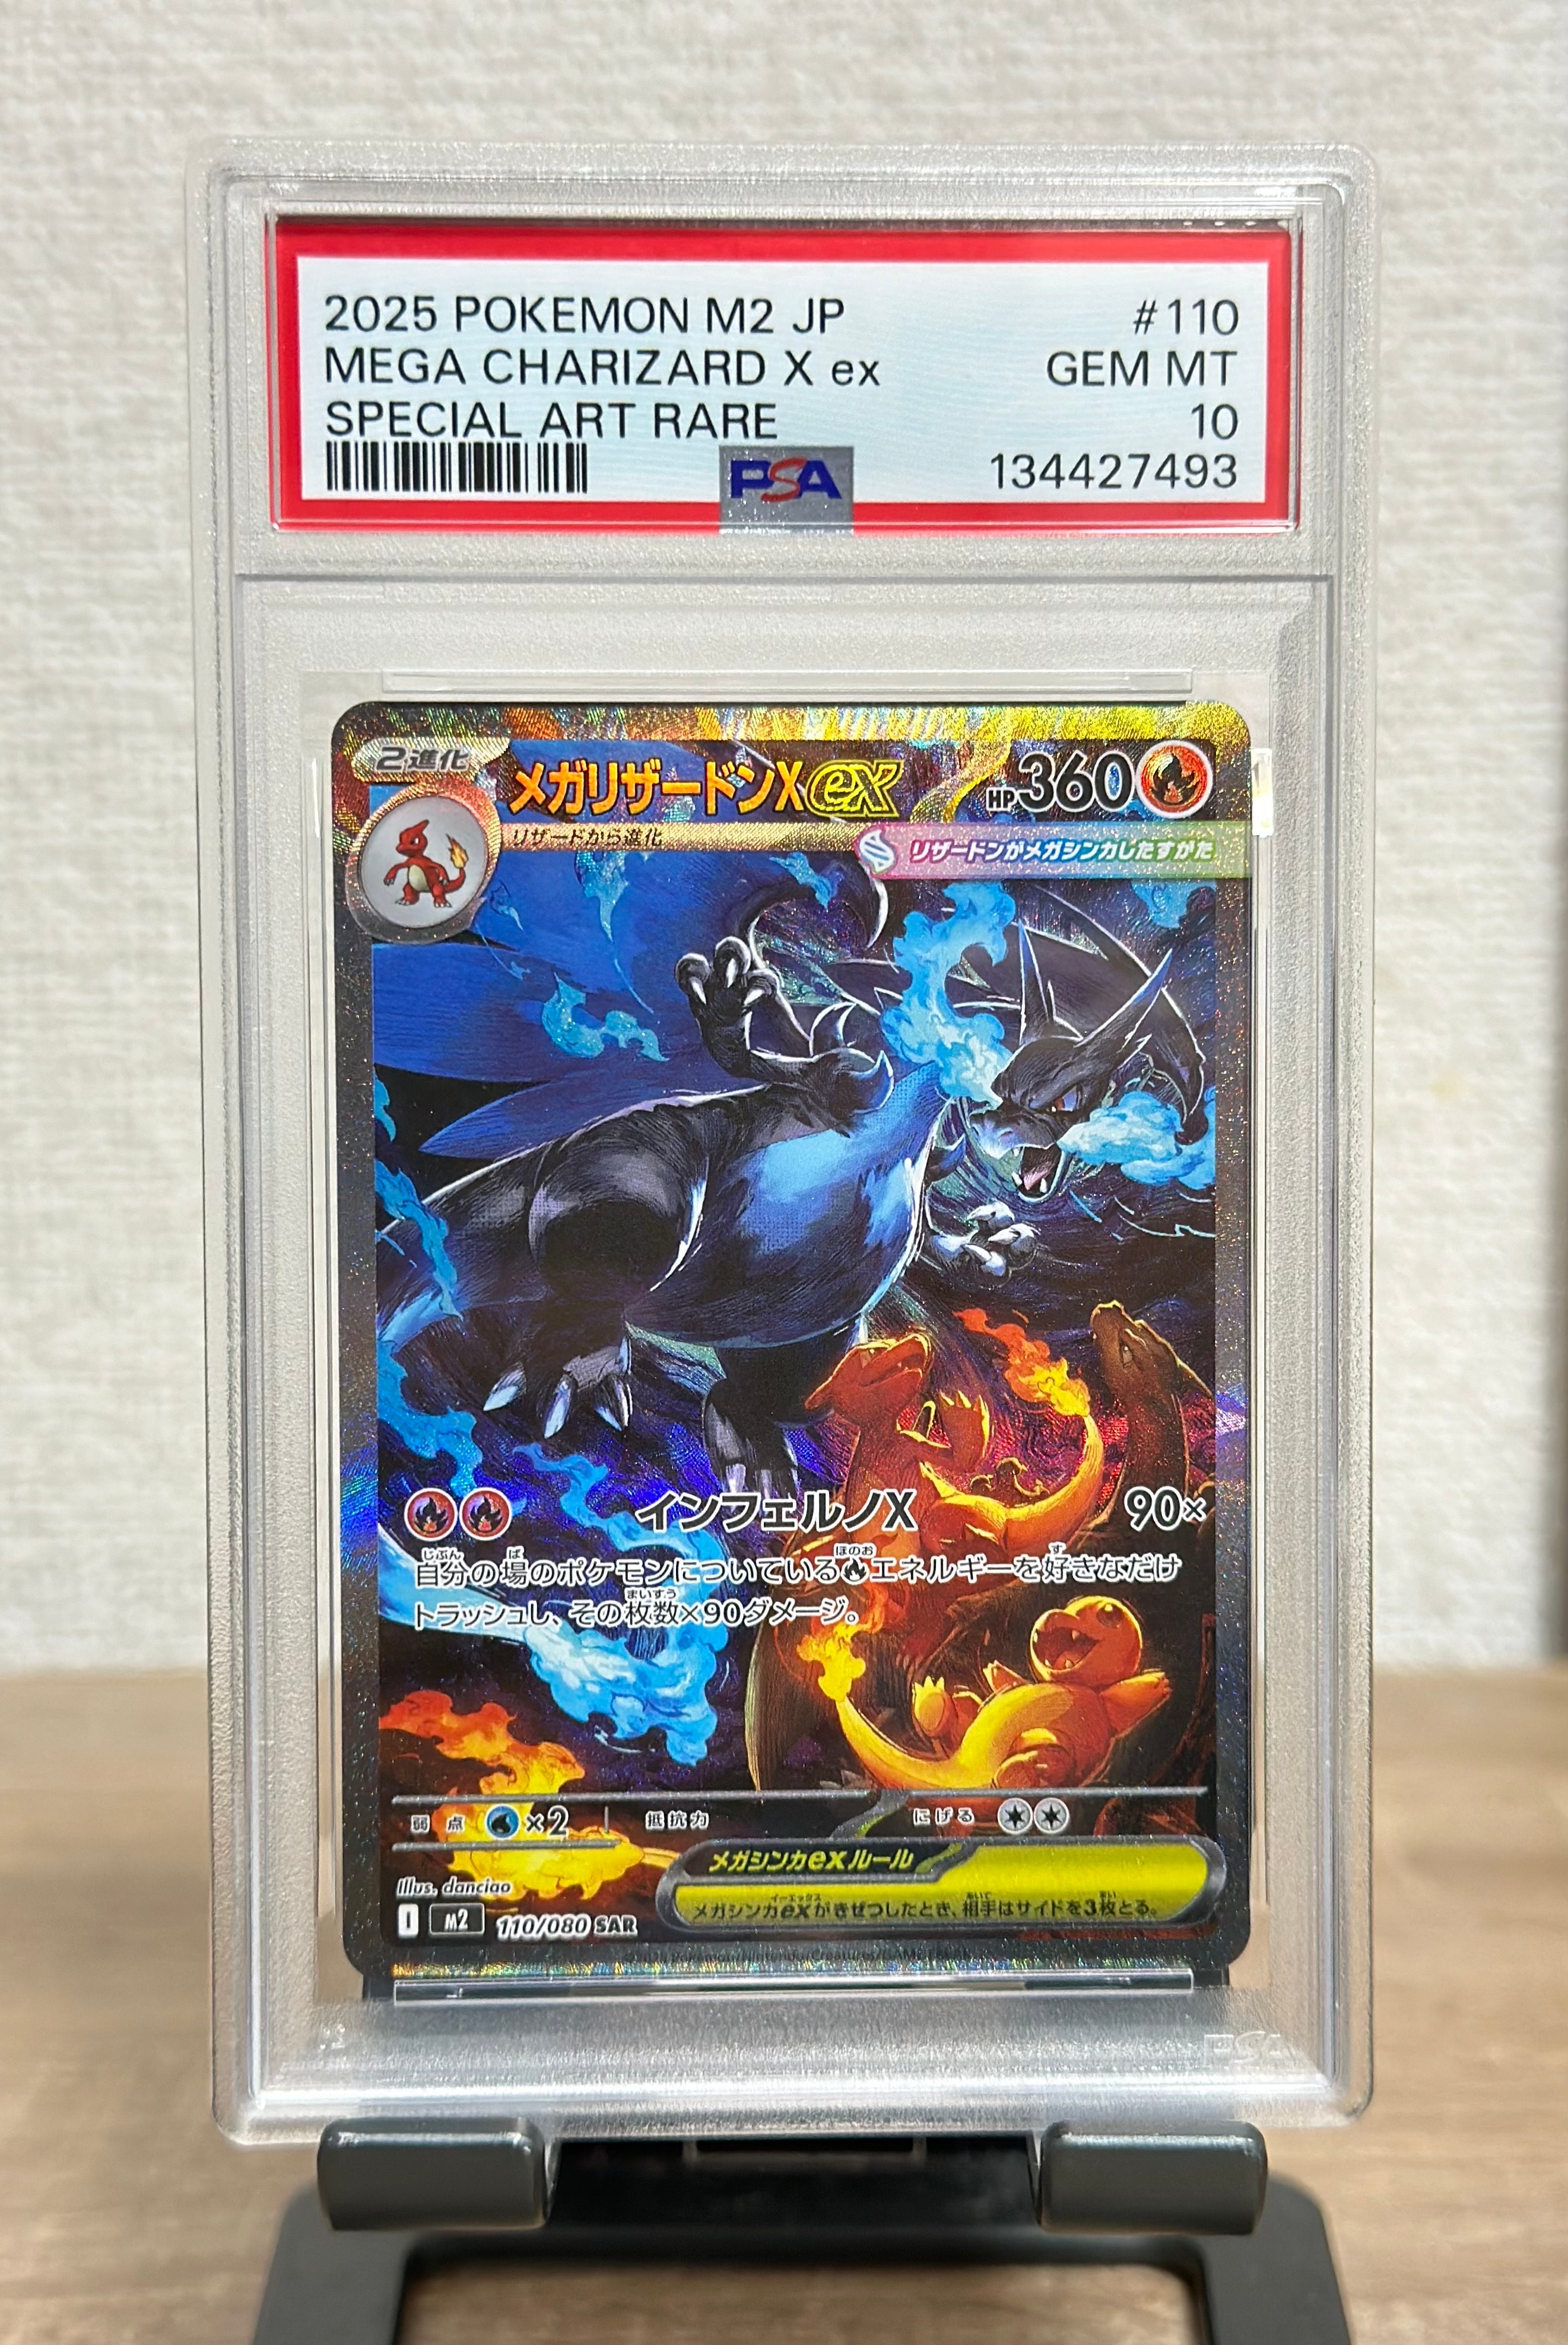 2025 POKEMON M2 JP #110
MEGA CHARIZARD X ex GEM MT
SPECIAL ART RARE 10
PSA 134427493
2進化 メガリザードンXex HP360
リザードから進化
リザードンがメガシンカしたすがた
インフェルノX 90×
自分の場のポケモンについているエネルギーを好きなだけ
トラッシュし、その枚数×90ダメージ。
弱点 ×2 抵抗力 にげる
メガシンカexルール
メガシンカexがきぜつしたとき、相手はサイドを3枚とる。
Illus. danciao
I M2 110/080 SAR
©2025 Pokémon/Nintendo/Creatures/GAME FREAK
PSA